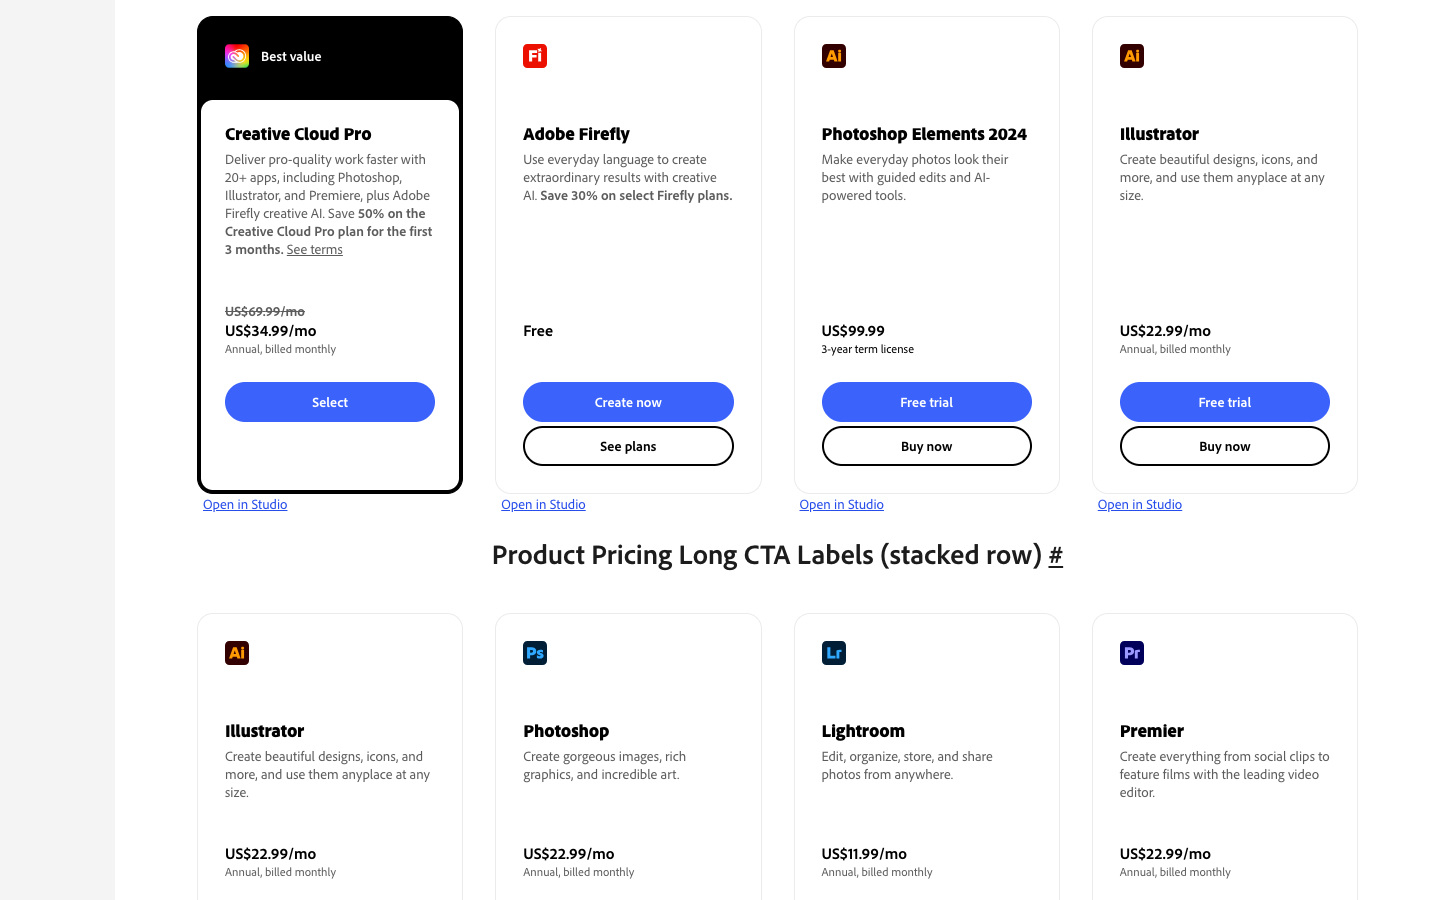 Best value
Creative Cloud Pro
Deliver pro-quality work faster with
20+ apps, including Photoshop,
Illustrator, and Premiere, plus Adobe
Firefly creative AI. Save 50% on the
Creative Cloud Pro plan for the first
3 months. See terms
US$69.99/mo
US$34.99/mo
Annual, billed monthly
Select
Open in Studio
Fi
Adobe Firefly
Use everyday language to create
extraordinary results with creative
AI. Save 30% on select Firefly plans.
Free
Create now
See plans
Open in Studio
Ai
Photoshop Elements 2024
Make everyday photos look their
best with guided edits and AI-
powered tools.
US$99.99
3-year term license
Free trial
Buy now
Open in Studio
Ai
Illustrator
Create beautiful designs, icons, and
more, and use them anyplace at any
size.
US$22.99/mo
Annual, billed monthly
Free trial
Buy now
Open in Studio
Product Pricing Long CTA Labels (stacked row) #
Ai
Illustrator
Create beautiful designs, icons, and
more, and use them anyplace at any
size.
US$22.99/mo
Annual, billed monthly
Ps
Photoshop
Create gorgeous images, rich
graphics, and incredible art.
US$22.99/mo
Annual, billed monthly
Lr
Lightroom
Edit, organize, store, and share
photos from anywhere.
US$11.99/mo
Annual, billed monthly
Pr
Premier
Create everything from social clips to
feature films with the leading video
editor.
US$22.99/mo
Annual, billed monthly